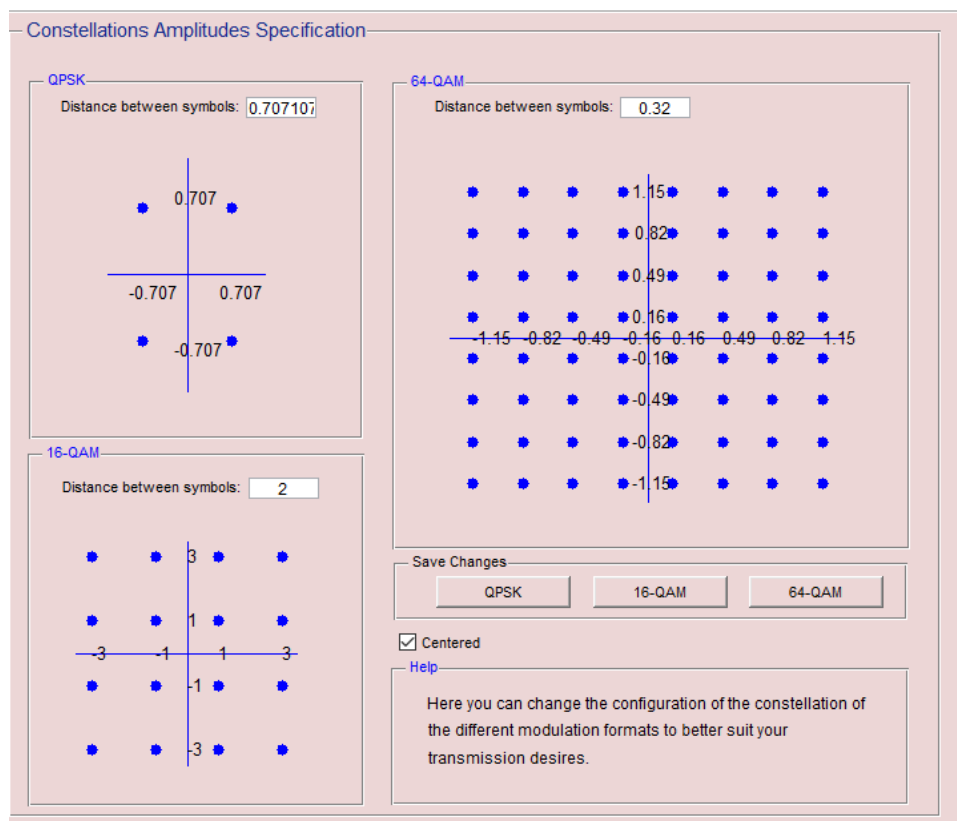 Constellations Amplitudes Specification
QPSK
Distance between symbols: 0.707107
0.707
-0.707 0.707
-0.707
64-QAM
Distance between symbols: 0.32
1.15
0.82
0.49
0.16
-1.15 -0.82 -0.49 -0.16 0.16 0.49 0.82 1.15
-0.16
-0.49
-0.82
-1.15
16-QAM
Distance between symbols: 2
3
1
-3 -1 1 3
-1
-3
Save Changes
QPSK 16-QAM 64-QAM
Centered
Help
Here you can change the configuration of the constellation of
the different modulation formats to better suit your
transmission desires.